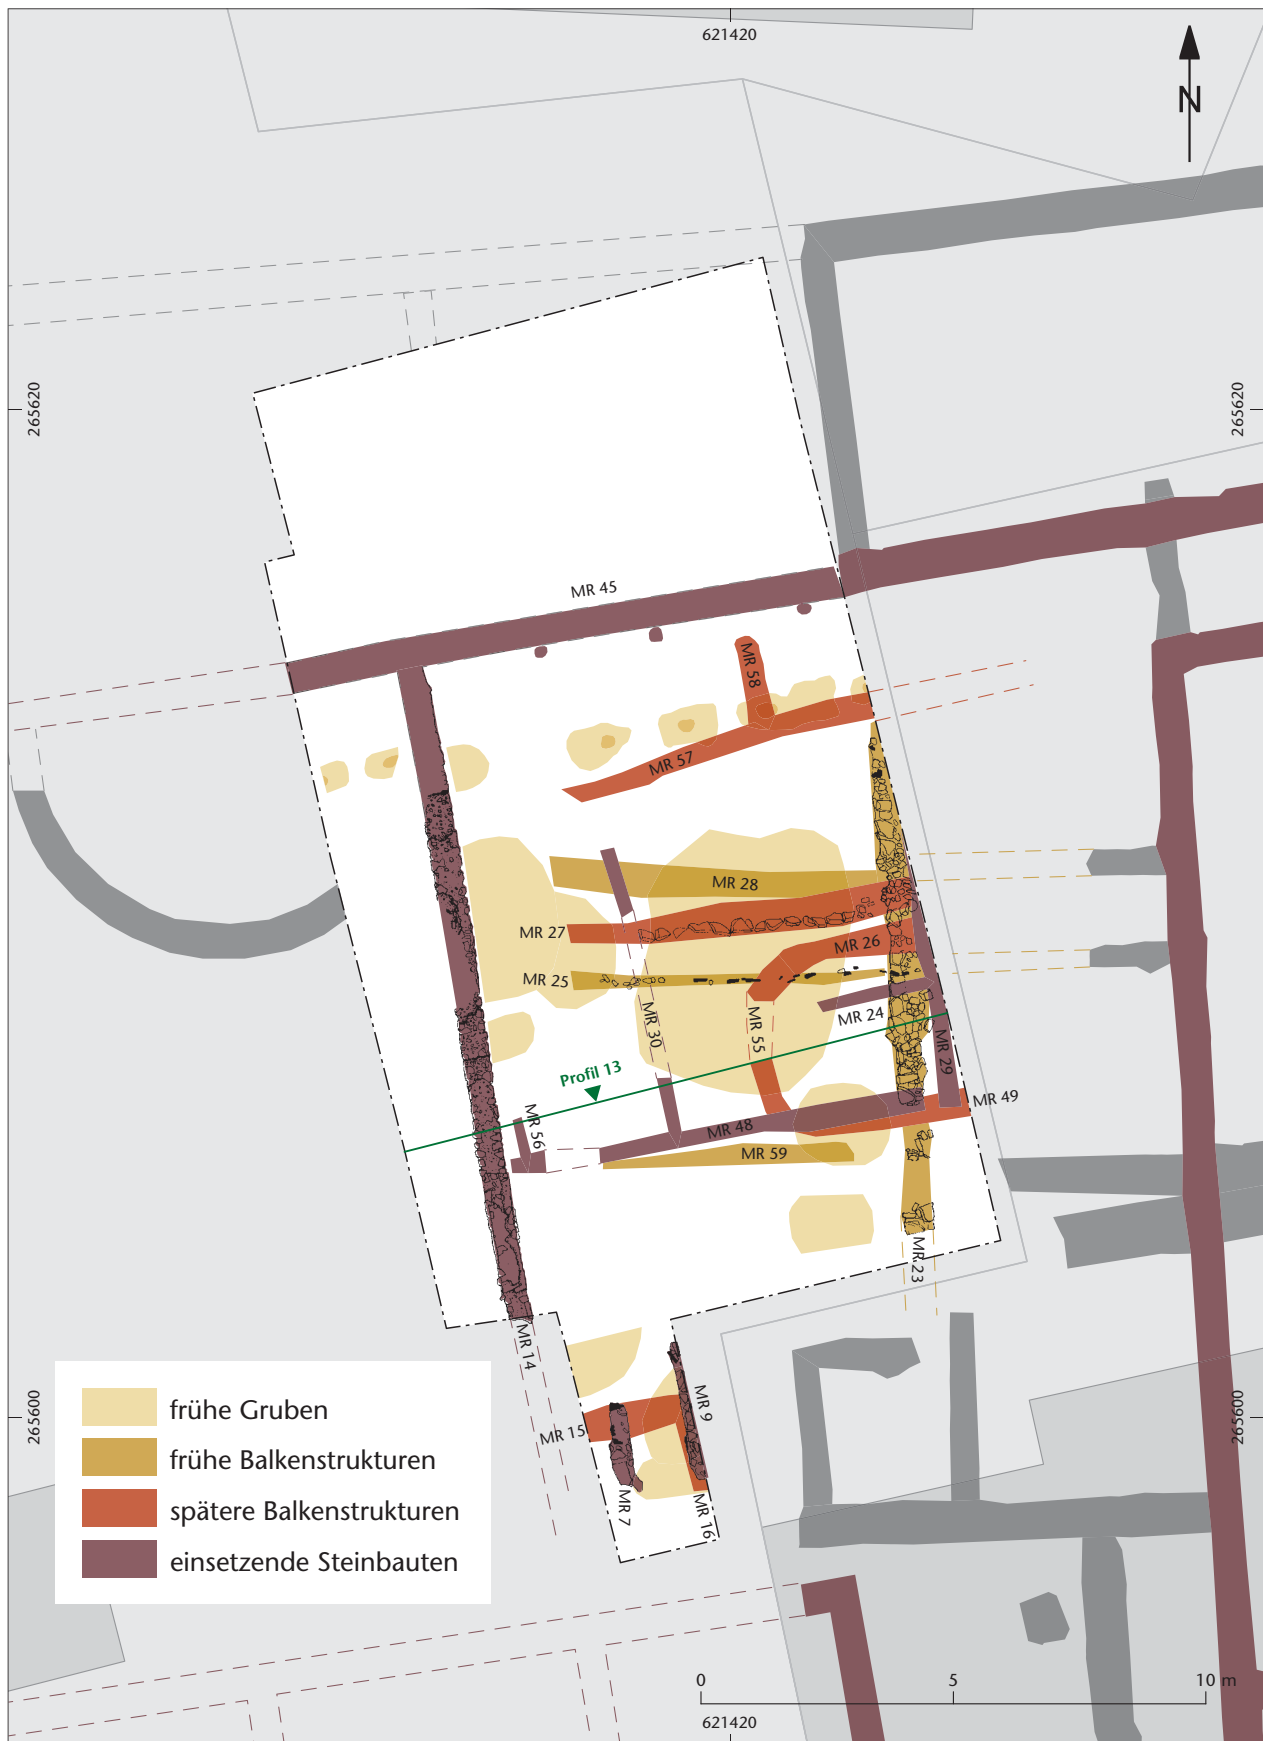 621420
N
265620
265620
MR 45
MR 58
MR 57
MR 28
MR 27
MR 26
MR 25
MR 24
MR 30
MR 55
MR 29
Profil 13
MR 56
MR 48
MR 49
MR 59
MR 23
MR 14
MR 9
MR 15
MR 7
MR 16
265600
265600
frühe Gruben
frühe Balkenstrukturen
spätere Balkenstrukturen
einsetzende Steinbauten
0 5 10 m
621420